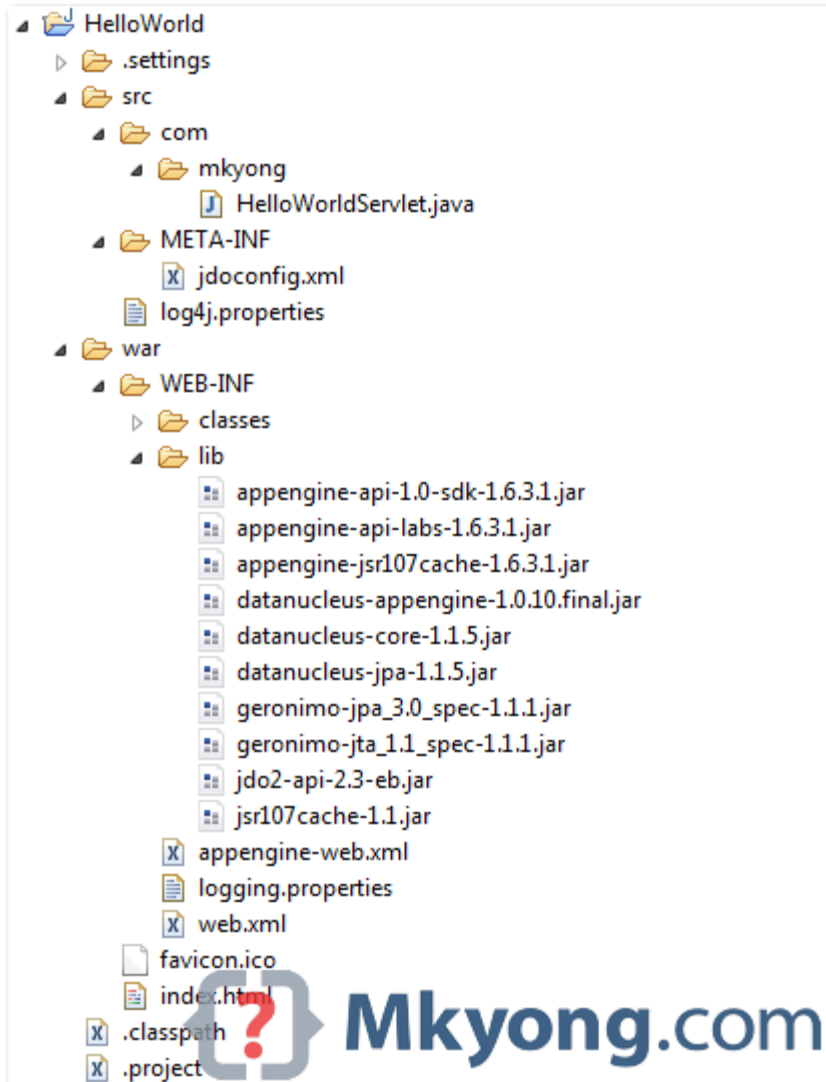 HelloWorld
.settings
src
com
mkyong
HelloWorldServlet.java
META-INF
jdoconfig.xml
log4j.properties
war
WEB-INF
classes
lib
appengine-api-1.0-sdk-1.6.3.1.jar
appengine-api-labs-1.6.3.1.jar
appengine-jsr107cache-1.6.3.1.jar
datanucleus-appengine-1.0.10.final.jar
datanucleus-core-1.1.5.jar
datanucleus-jpa-1.1.5.jar
geronimo-jpa_3.0_spec-1.1.1.jar
geronimo-jta_1.1_spec-1.1.1.jar
jdo2-api-2.3-eb.jar
jsr107cache-1.1.jar
appengine-web.xml
logging.properties
web.xml
favicon.ico
index.html
.classpath
.project
Mkyong.com